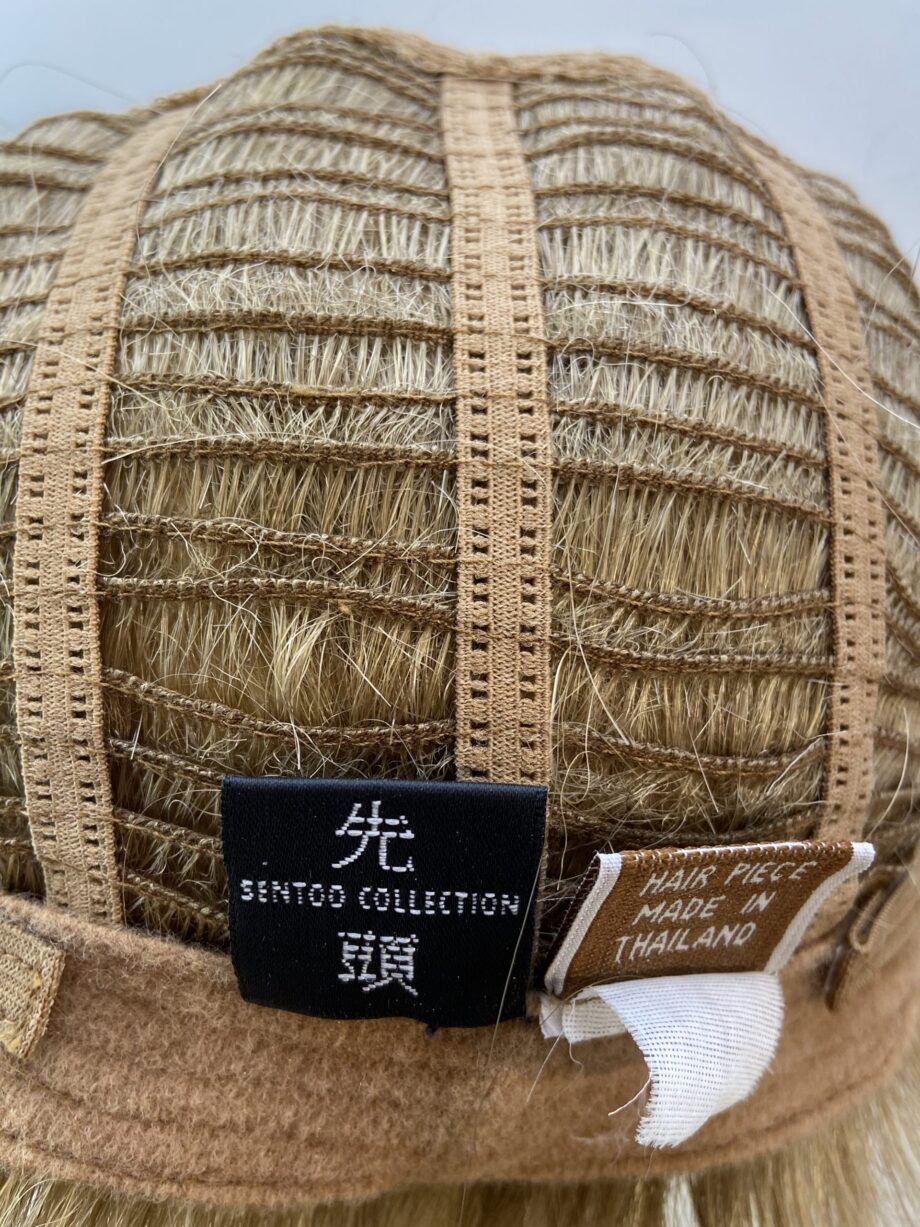 先
SENTOO COLLECTION
頭
HAIR PIECE
MADE IN
THAILAND